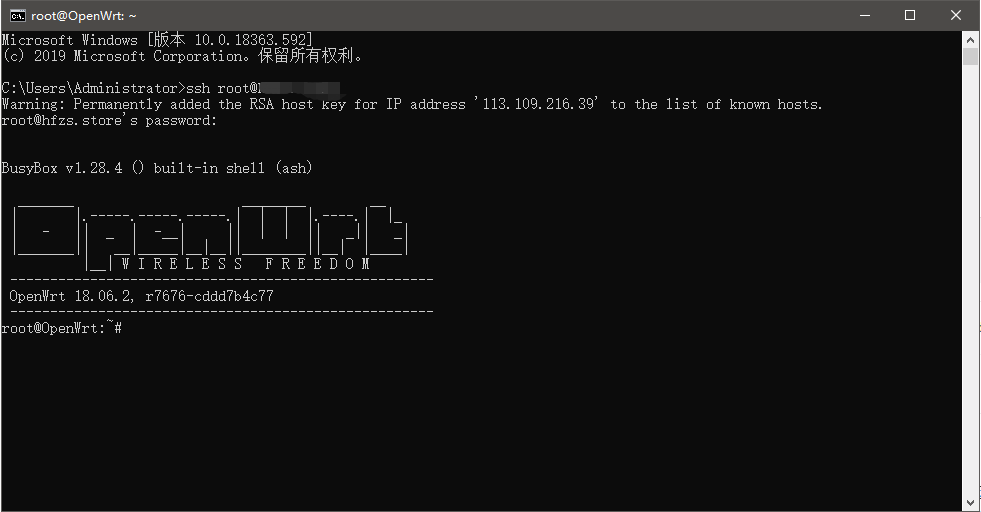 root@OpenWrt: ~
Microsoft Windows [版本 10.0.18363.592]
(c) 2019 Microsoft Corporation。保留所有权利。
C:\Users\Administrator>ssh root@
Warning: Permanently added the RSA host key for IP address '113.109.216.39' to the list of known hosts.
root@hfzs.store's password:
BusyBox v1.28.4 () built-in shell (ash)
OpenWrt
W I R E L E S S   F R E E D O M
-----------------------------------------------------
OpenWrt 18.06.2, r7676-cddd7b4c77
-----------------------------------------------------
root@OpenWrt:~#